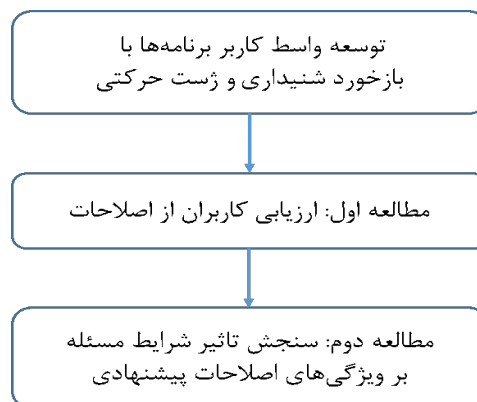 توسعه واسط کاربر برنامه‌ها با
بازخورد شنیداری و ژست حرکتی
مطالعه اول: ارزیابی کاربران از اصلاحات
مطالعه دوم: سنجش تاثیر شرایط مسئله
بر ویژگی‌های اصلاحات پیشنهادی